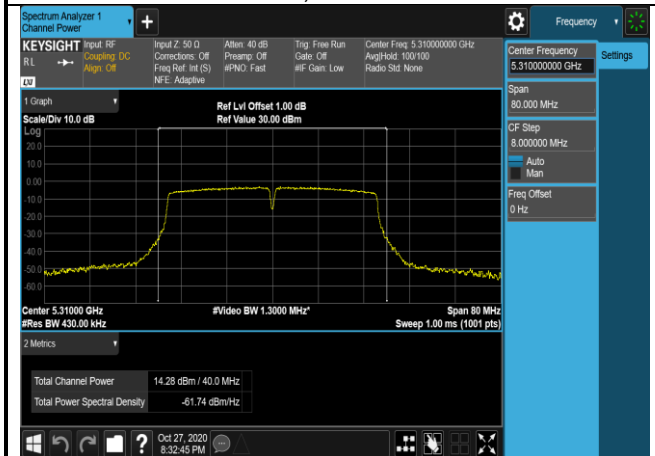 Spectrum Analyzer 1
Channel Power
Frequency
KEYSIGHT
RL
LXI
Input: RF
Coupling: DC
Align: Off
Input Z: 50 Ω
Corrections: Off
Freq Ref: Int (S)
NFE: Adaptive
Atten: 40 dB
Preamp: Off
#PNO: Fast
Trig: Free Run
Gate: Off
#IF Gain: Low
Center Freq: 5.310000000 GHz
Avg|Hold: 100/100
Radio Std: None
1 Graph
Scale/Div 10.0 dB
Ref Lvl Offset 1.00 dB
Ref Value 30.00 dBm
Log
20.0
10.0
0.00
-10.0
-20.0
-30.0
-40.0
-50.0
-60.0
Center 5.31000 GHz
#Res BW 430.00 kHz
#Video BW 1.3000 MHz*
Span 80 MHz
Sweep 1.00 ms (1001 pts)
2 Metrics
Total Channel Power 14.28 dBm / 40.0 MHz
Total Power Spectral Density -61.74 dBm/Hz
Center Frequency
5.310000000 GHz
Settings
Span
80.000 MHz
CF Step
8.000000 MHz
Auto
Man
Freq Offset
0 Hz
?
Oct 27, 2020
8:32:45 PM